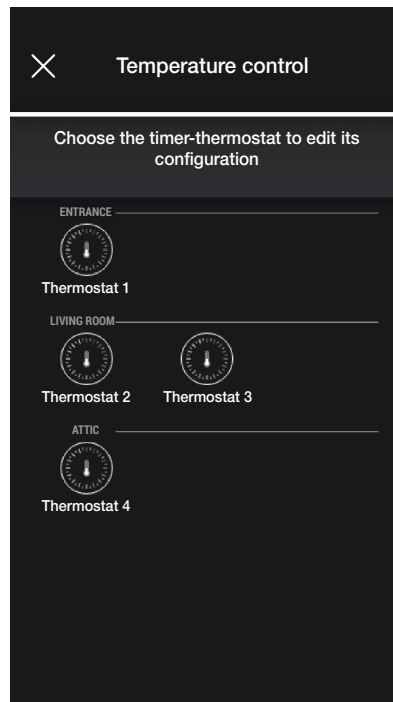 Temperature control
Choose the timer-thermostat to edit its
configuration
ENTRANCE
Thermostat 1
LIVING ROOM
Thermostat 2 Thermostat 3
ATTIC
Thermostat 4